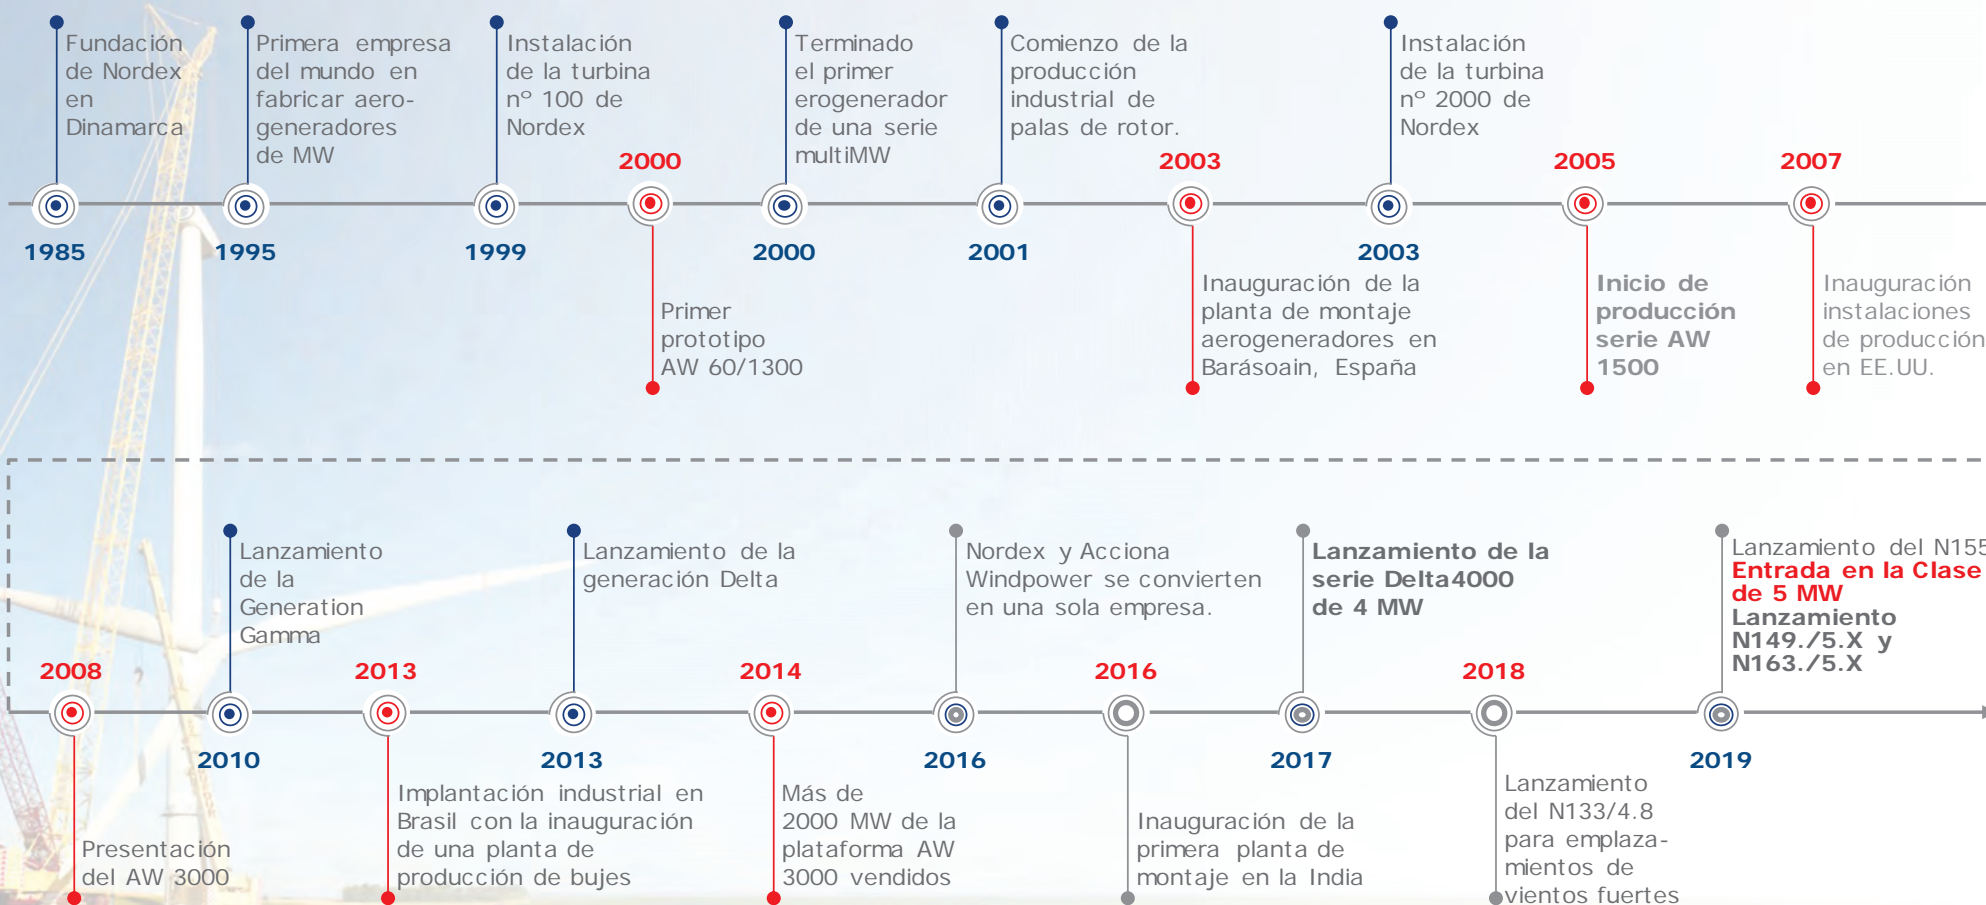 Fundación
de Nordex
en
Dinamarca
1985
Primera empresa
del mundo en
fabricar aero-
generadores
de MW
1995
Instalación
de la turbina
nº 100 de
Nordex
1999
2000
Primer
prototipo
AW 60/1300
Terminado
el primer
erogenerador
de una serie
multiMW
2000
Comienzo de la
producción
industrial de
palas de rotor.
2001
2003
Inauguración de la
planta de montaje
aerogeneradores en
Barásoain, España
Instalación
de la turbina
nº 2000 de
Nordex
2003
2005
Inicio de
producción
serie AW
1500
2007
Inauguración
instalaciones
de producción
en EE.UU.
2008
Presentación
del AW 3000
Lanzamiento
de la
Generation
Gamma
2010
2013
Implantación industrial en
Brasil con la inauguración
de una planta de
producción de bujes
Lanzamiento de la
generación Delta
2013
2014
Más de
2000 MW de la
plataforma AW
3000 vendidos
Nordex y Acciona
Windpower se convierten
en una sola empresa.
2016
2016
Inauguración de la
primera planta de
montaje en la India
Lanzamiento de la
serie Delta4000
de 4 MW
2017
2018
Lanzamiento
del N133/4.8
para emplaza-
mientos de
vientos fuertes
Lanzamiento del N155
Entrada en la Clase
de 5 MW
Lanzamiento
N149./5.X y
N163./5.X
2019